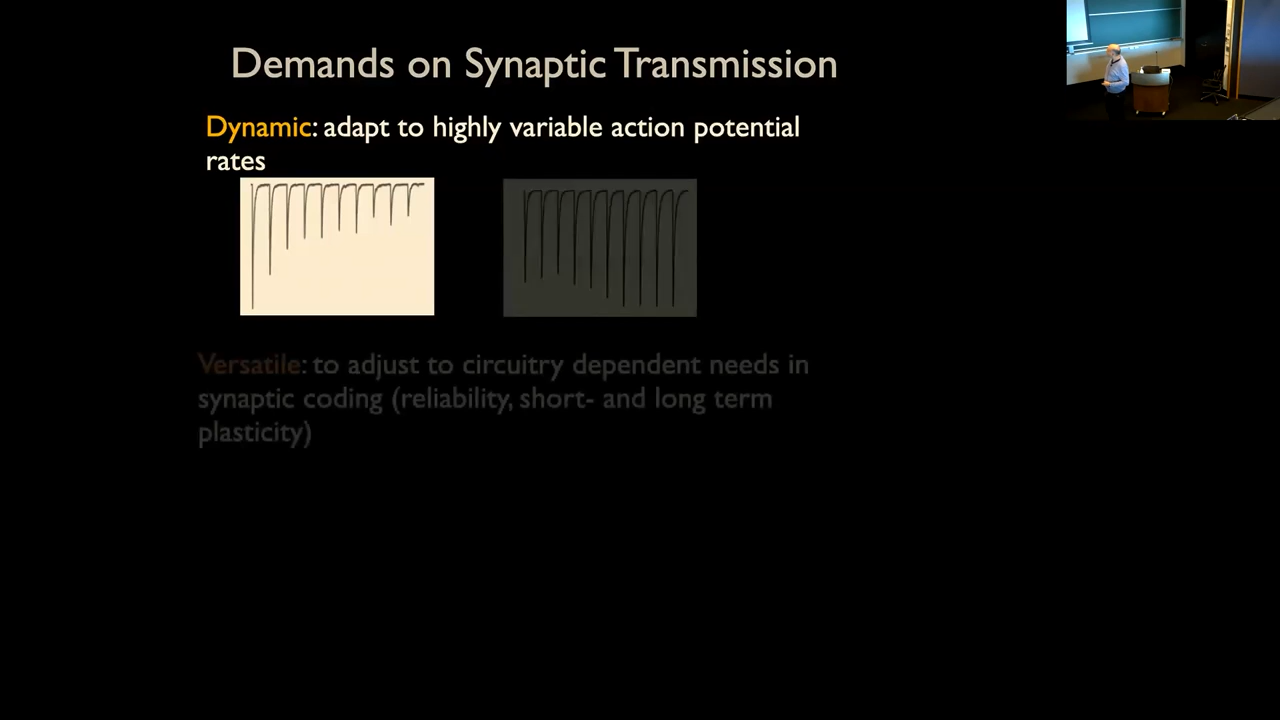 Demands on Synaptic Transmission
Dynamic: adapt to highly variable action potential
rates
Versatile: to adjust to circuitry dependent needs in
synaptic coding (reliability, short- and long term
plasticity)